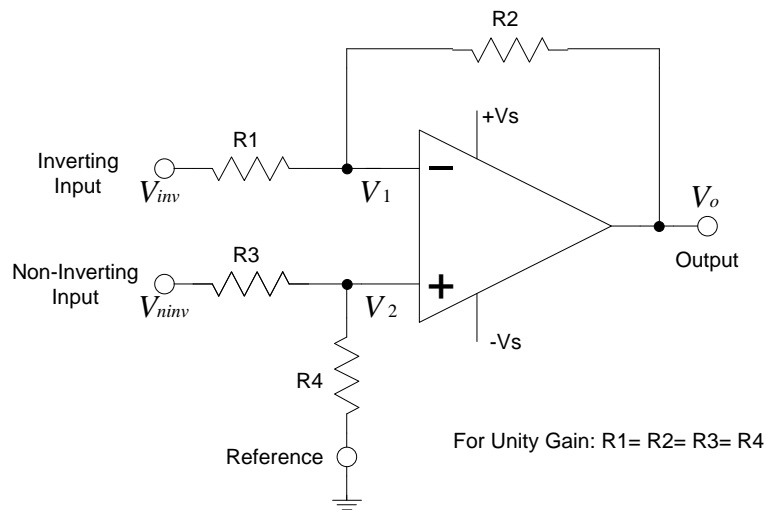 R2
+Vs
R1
Inverting
Input
Vinv
V1
−
Vo
Output
Non-Inverting
Input
R3
Vninv
V2
+
-Vs
R4
Reference
For Unity Gain: R1= R2= R3= R4